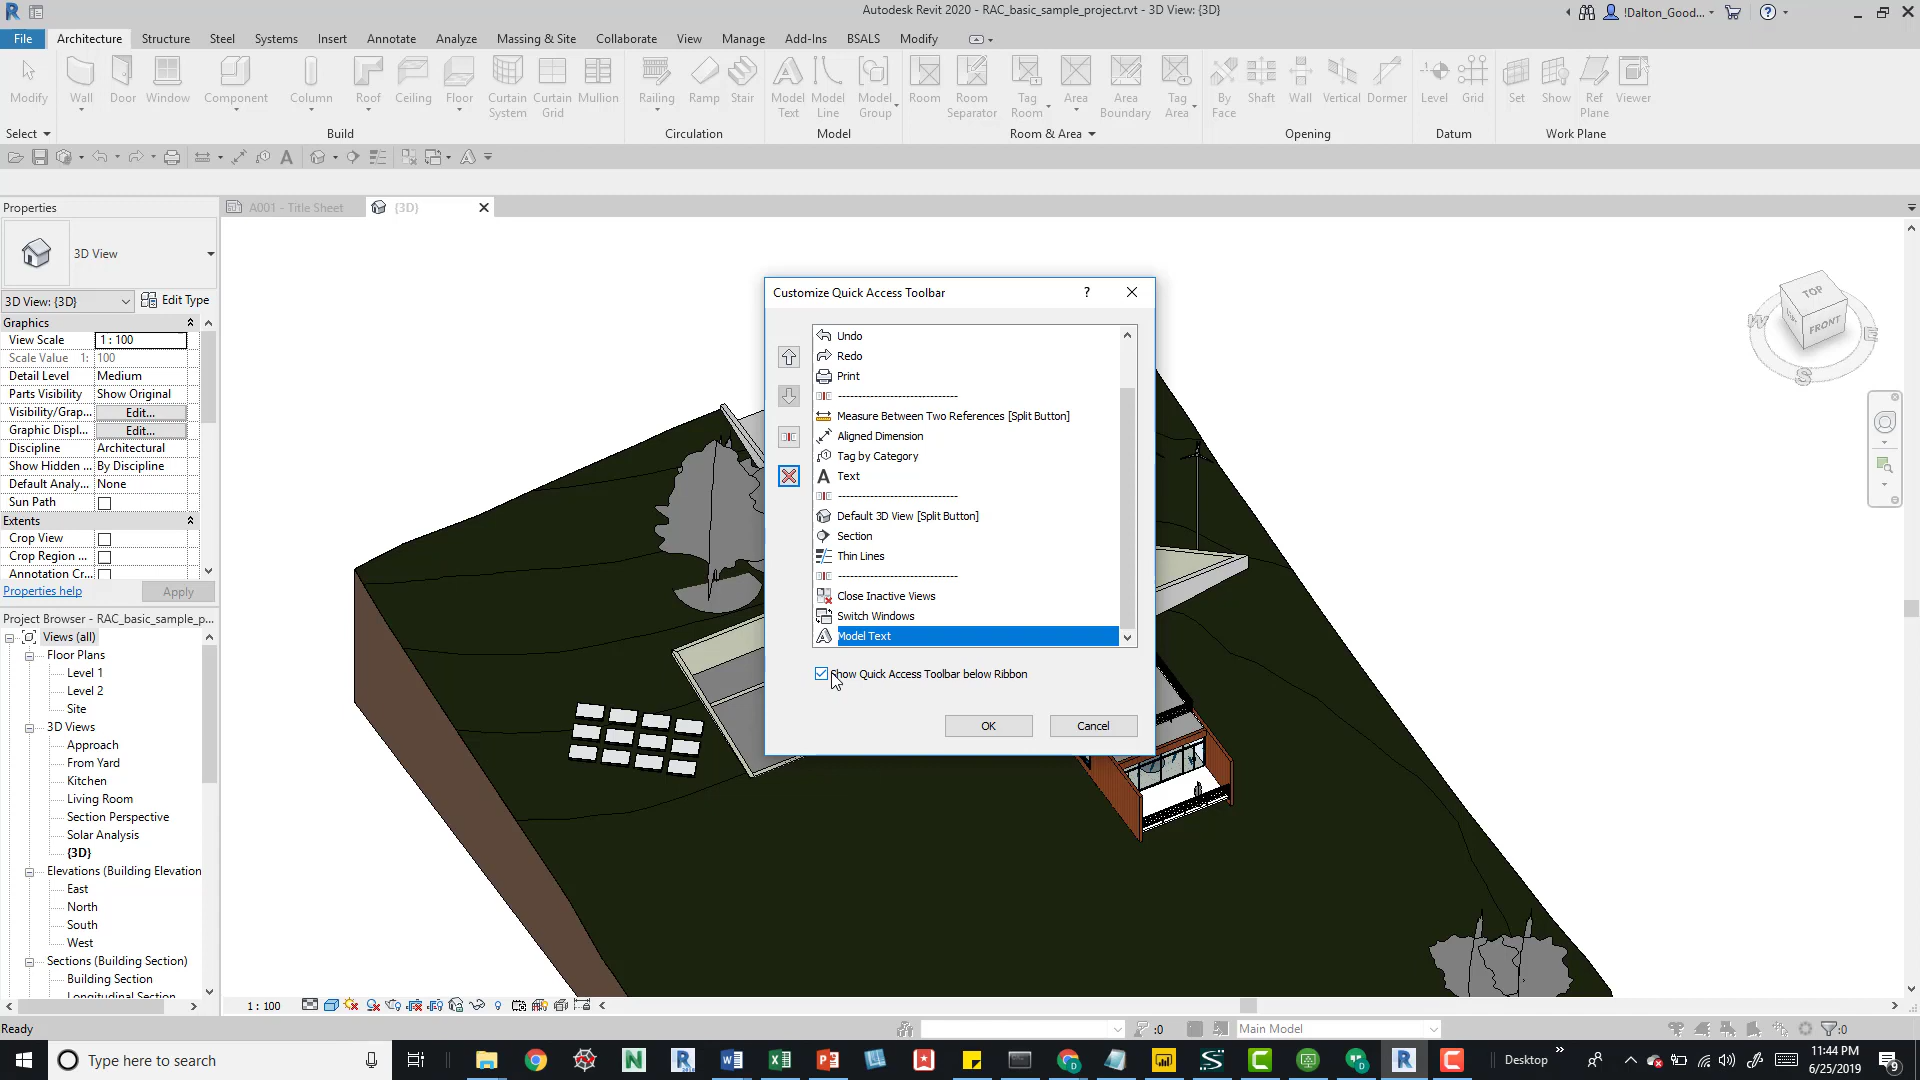 Autodesk Revit 2020 - RAC_basic_sample_project.rvt - 3D View: {3D}
!Dalton_Good...
File Architecture Structure Steel Systems Insert Annotate Analyze Massing & Site Collaborate View Manage Add-Ins BSALS Modify
Modify Wall Door Window Component Column Roof Ceiling Floor Curtain System Curtain Grid Mullion Railing Ramp Stair Model Text Model Line Model Group Room Room Separator Tag Room Area Area Boundary Tag Area By Face Shaft Wall Vertical Dormer Level Grid Set Show Ref Plane Viewer
Select Build Circulation Model Room & Area Opening Datum Work Plane
Properties
A001 - Title Sheet
{3D}
3D View
3D View: {3D}
Edit Type
Graphics
View Scale 1 : 100
Scale Value 1: 100
Detail Level Medium
Parts Visibility Show Original
Visibility/Grap... Edit...
Graphic Displ... Edit...
Discipline Architectural
Show Hidden ... By Discipline
Default Analy... None
Sun Path
Extents
Crop View
Crop Region ...
Annotation Cr...
Properties help
Apply
Project Browser - RAC_basic_sample_p...
Views (all)
Floor Plans
Level 1
Level 2
Site
3D Views
Approach
From Yard
Kitchen
Living Room
Section Perspective
Solar Analysis
{3D}
Elevations (Building Elevation
East
North
South
West
Sections (Building Section)
Building Section
Longitudinal Section
Customize Quick Access Toolbar
?
Undo
Redo
Print
------------------------------
Measure Between Two References [Split Button]
Aligned Dimension
Tag by Category
Text
------------------------------
Default 3D View [Split Button]
Section
Thin Lines
------------------------------
Close Inactive Views
Switch Windows
Model Text
Show Quick Access Toolbar below Ribbon
OK
Cancel
TOP
FRONT
W
E
S
1 : 100
Ready
:0
Main Model
:0
Type here to search
Desktop
11:44 PM
6/25/2019
9